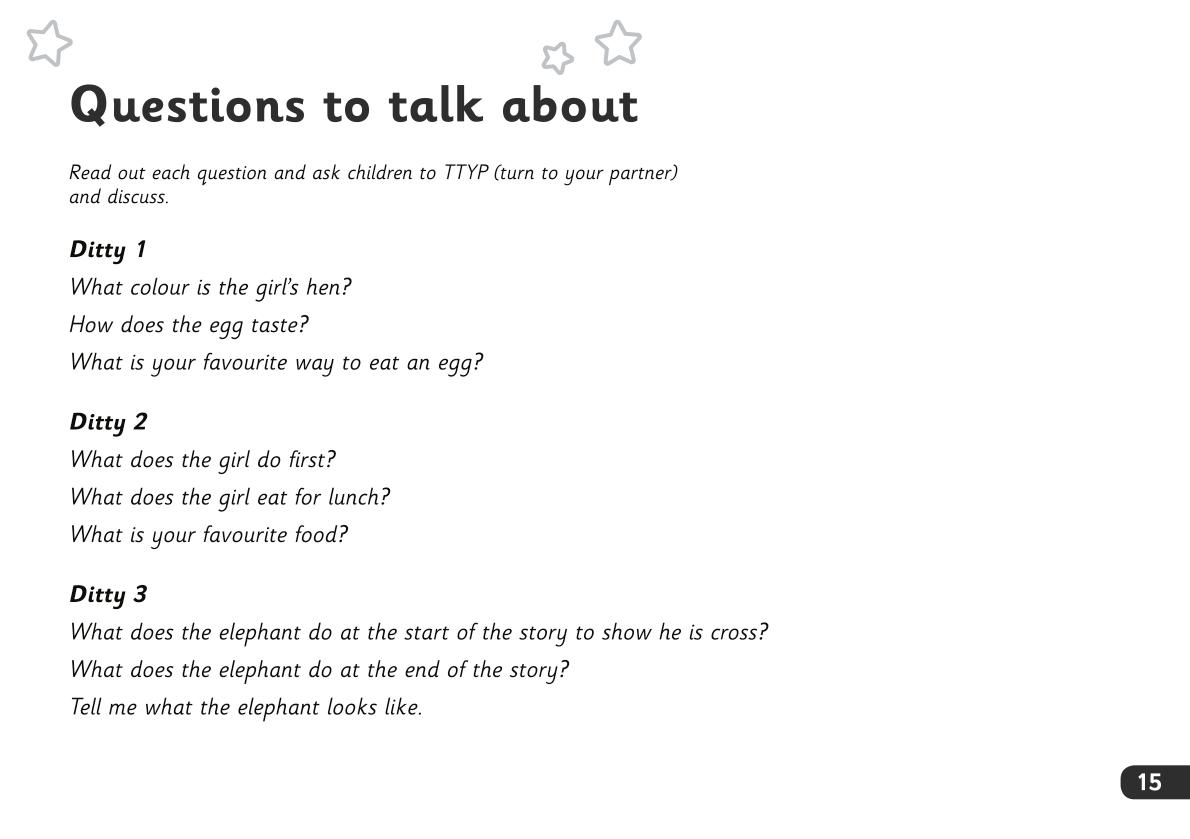 Questions to talk about
Read out each question and ask children to TTYP (turn to your partner)
and discuss.
Ditty 1
What colour is the girl’s hen?
How does the egg taste?
What is your favourite way to eat an egg?
Ditty 2
What does the girl do first?
What does the girl eat for lunch?
What is your favourite food?
Ditty 3
What does the elephant do at the start of the story to show he is cross?
What does the elephant do at the end of the story?
Tell me what the elephant looks like.
15